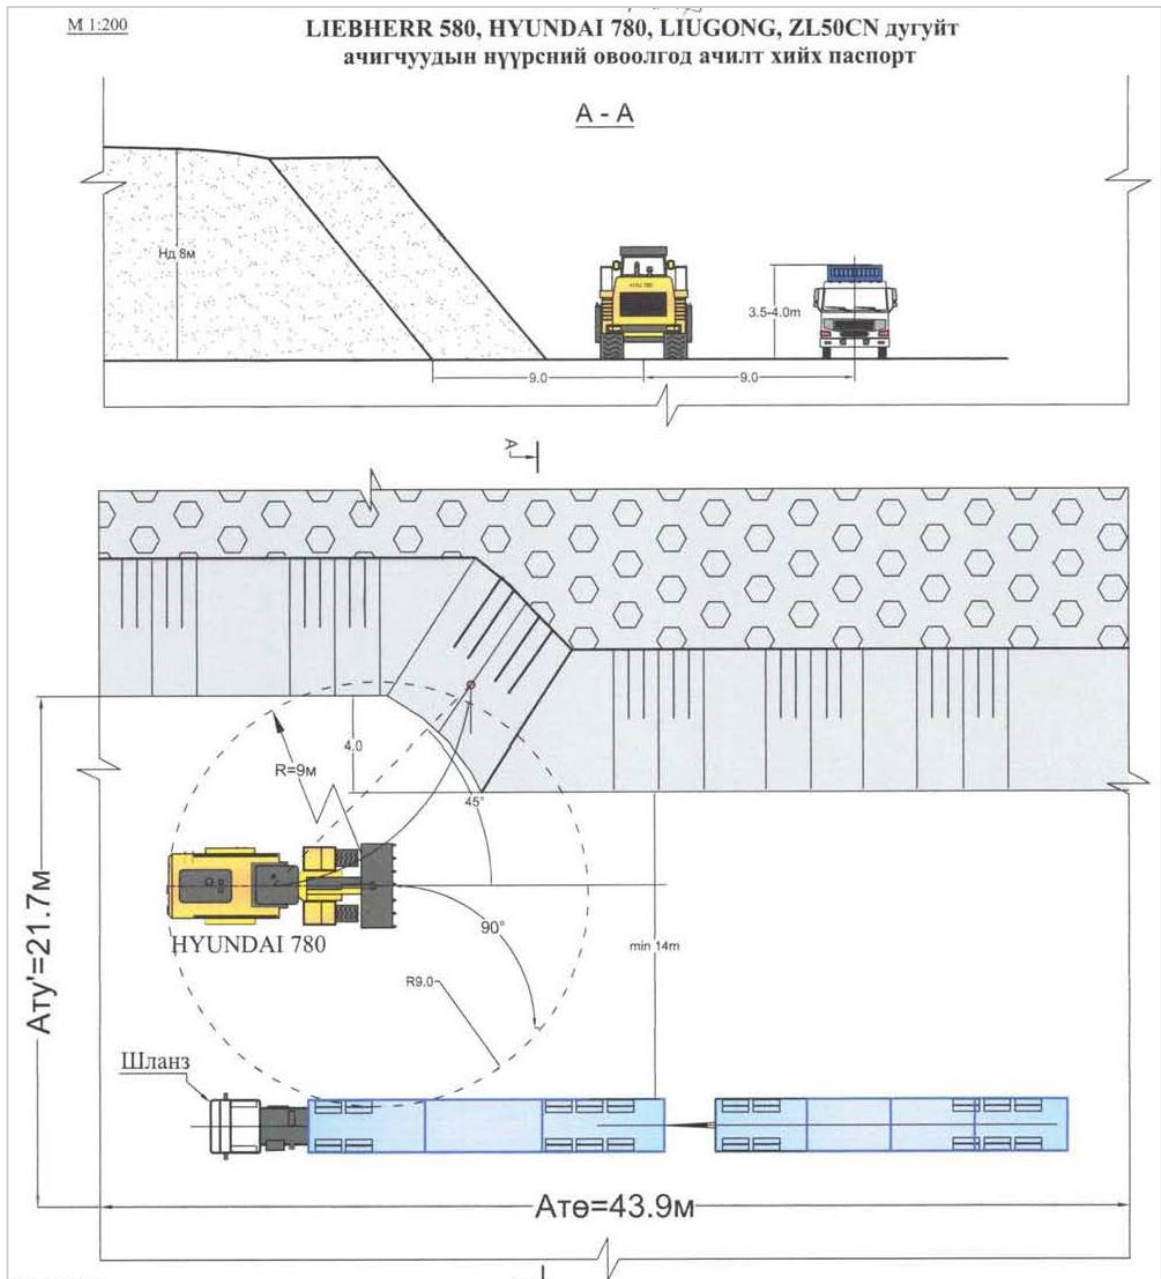 М 1:200
LIEBHERR 580, HYUNDAI 780, LIUGONG, ZL50CN дугуйт
ачигчуудын нүүрсний овоолгод ачилт хийх паспорт
А - А
Нд 8м
HYU 780
3.5-4.0m
9.0
9.0
А
4.0
R=9м
45°
HYUNDAI 780
90°
min 14m
R9.0
Ату'=21.7м
Шланз
Атө=43.9м